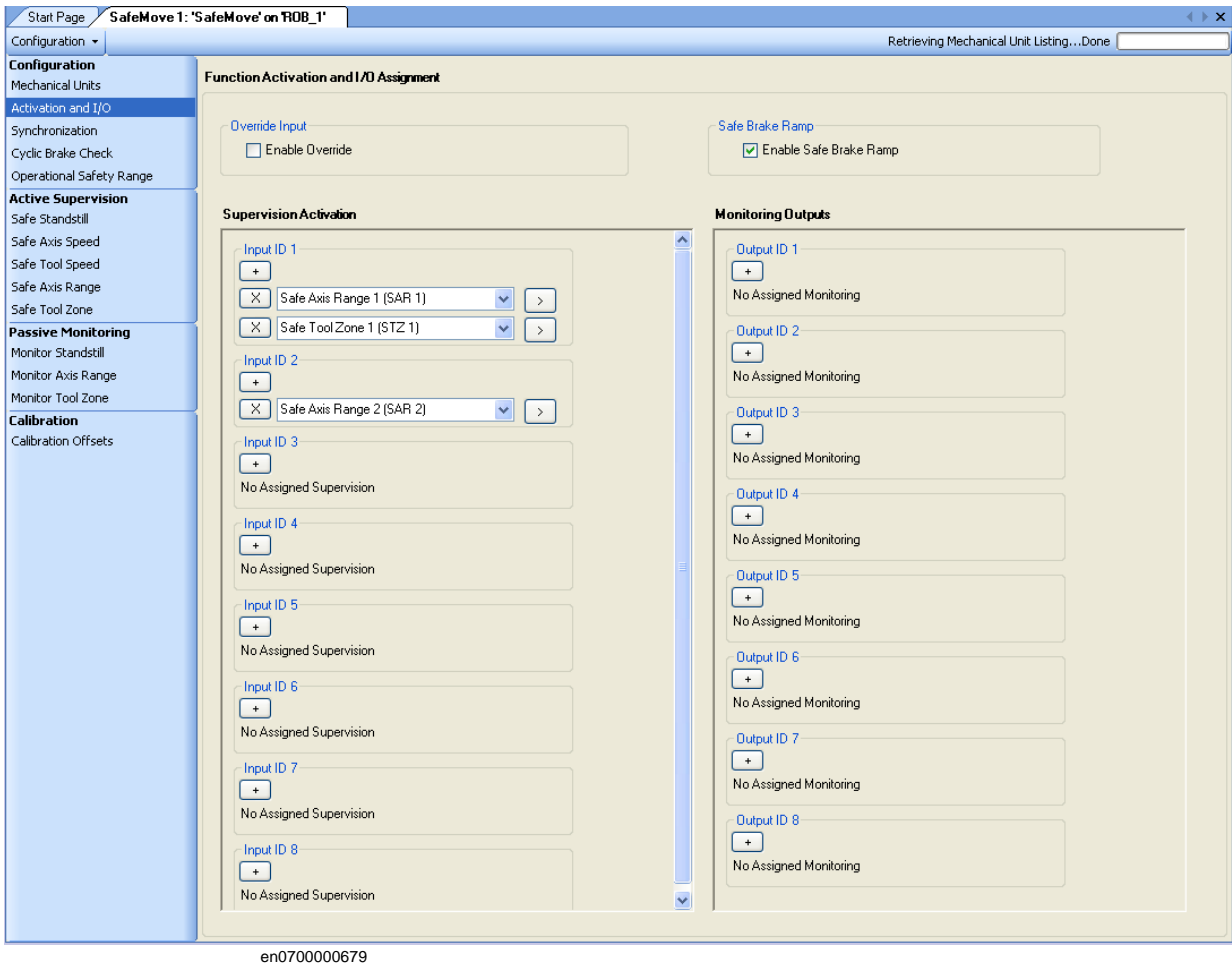 Start Page
SafeMove 1: 'SafeMove' on 'ROB_1'
Configuration
Retrieving Mechanical Unit Listing...Done
Configuration
Mechanical Units
Activation and I/O
Synchronization
Cyclic Brake Check
Operational Safety Range
Active Supervision
Safe Standstill
Safe Axis Speed
Safe Tool Speed
Safe Axis Range
Safe Tool Zone
Passive Monitoring
Monitor Standstill
Monitor Axis Range
Monitor Tool Zone
Calibration
Calibration Offsets
Function Activation and I/O Assignment
Override Input
Enable Override
Safe Brake Ramp
Enable Safe Brake Ramp
Supervision Activation
Input ID 1
+
X Safe Axis Range 1 (SAR 1) >
X Safe Tool Zone 1 (STZ 1) >
Input ID 2
+
X Safe Axis Range 2 (SAR 2) >
Input ID 3
+
No Assigned Supervision
Input ID 4
+
No Assigned Supervision
Input ID 5
+
No Assigned Supervision
Input ID 6
+
No Assigned Supervision
Input ID 7
+
No Assigned Supervision
Input ID 8
+
No Assigned Supervision
Monitoring Outputs
Output ID 1
+
No Assigned Monitoring
Output ID 2
+
No Assigned Monitoring
Output ID 3
+
No Assigned Monitoring
Output ID 4
+
No Assigned Monitoring
Output ID 5
+
No Assigned Monitoring
Output ID 6
+
No Assigned Monitoring
Output ID 7
+
No Assigned Monitoring
Output ID 8
+
No Assigned Monitoring
en0700000679